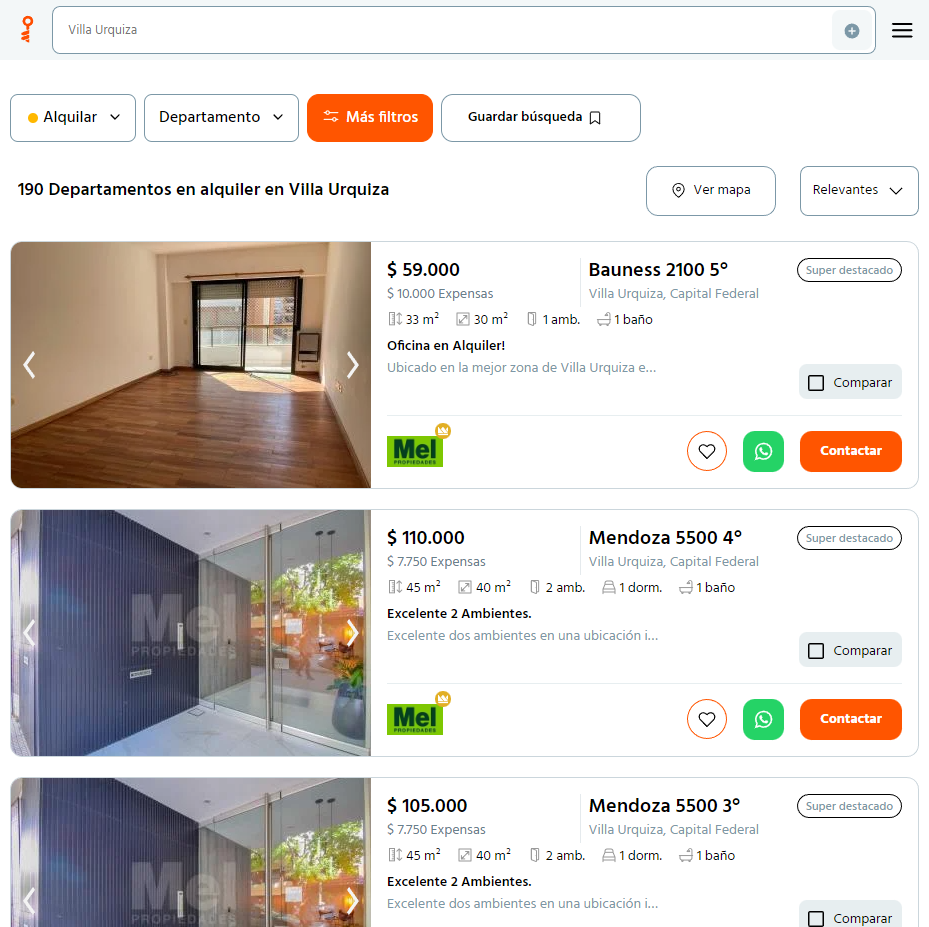 Villa Urquiza
Alquilar
Departamento
Más filtros
Guardar búsqueda
190 Departamentos en alquiler en Villa Urquiza
Ver mapa
Relevantes
$ 59.000
Bauness 2100 5°
Super destacado
$ 10.000 Expensas
Villa Urquiza, Capital Federal
33 m² 30 m² 1 amb. 1 baño
Oficina en Alquiler!
Ubicado en la mejor zona de Villa Urquiza e...
Comparar
Mel
PROPIEDADES
Contactar
$ 110.000
Mendoza 5500 4°
Super destacado
$ 7.750 Expensas
Villa Urquiza, Capital Federal
45 m² 40 m² 2 amb. 1 dorm. 1 baño
Excelente 2 Ambientes.
Excelente dos ambientes en una ubicación i...
Mel
PROPIEDADES
Comparar
Mel
PROPIEDADES
Contactar
$ 105.000
Mendoza 5500 3°
Super destacado
$ 7.750 Expensas
Villa Urquiza, Capital Federal
45 m² 40 m² 2 amb. 1 dorm. 1 baño
Excelente 2 Ambientes.
Excelente dos ambientes en una ubicación i...
Mel
PROPIEDADES
Comparar